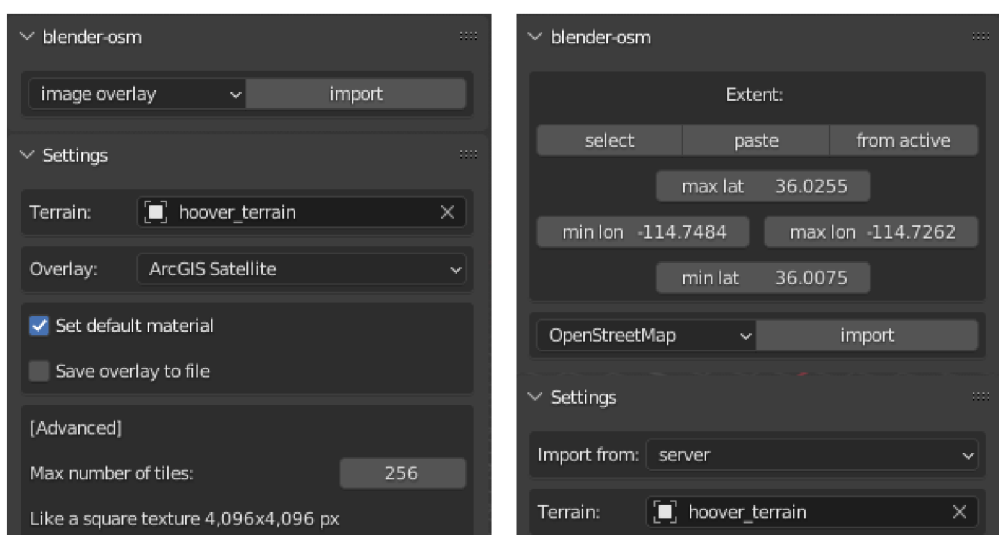 blender-osm
image overlay import
Settings
Terrain: hoover_terrain
Overlay: ArcGIS Satellite
Set default material
Save overlay to file
[Advanced]
Max number of tiles: 256
Like a square texture 4,096x4,096 px
blender-osm
Extent:
select paste from active
max lat 36.0255
min lon -114.7484 max lon -114.7262
min lat 36.0075
OpenStreetMap import
Settings
Import from: server
Terrain: hoover_terrain